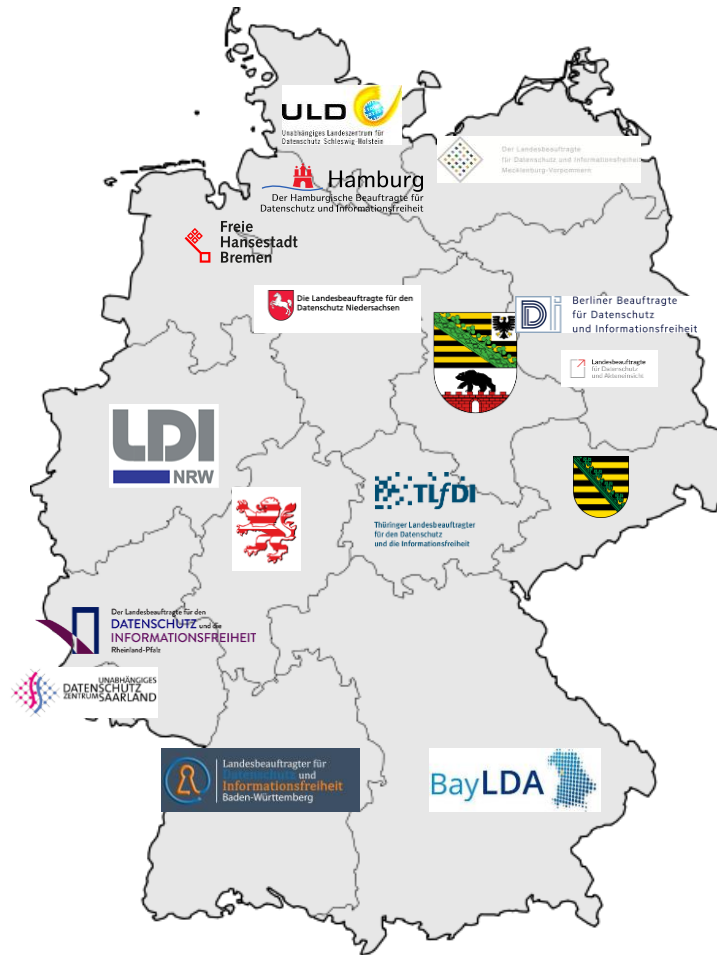 ULD
Unabhängiges Landeszentrum für
Datenschutz Schleswig-Holstein
Der Landesbeauftragte
für Datenschutz und Informationsfreiheit
Mecklenburg-Vorpommern
Hamburg
Der Hamburgische Beauftragte für
Datenschutz und Informationsfreiheit
Freie
Hansestadt
Bremen
Die Landesbeauftragte für den
Datenschutz Niedersachsen
Di
Berliner Beauftragte
für Datenschutz
und Informationsfreiheit
Landesbeauftragte
für Datenschutz
und Akteneinsicht
LDI
NRW
TLfDI
Thüringer Landesbeauftragter
für den Datenschutz
und die Informationsfreiheit
Der Landesbeauftragte für den
DATENSCHUTZ und die
INFORMATIONSFREIHEIT
Rheinland-Pfalz
UNABHÄNGIGES
DATENSCHUTZ
ZENTRUM SAARLAND
Landesbeauftragter für
Datenschutz und
Informationsfreiheit
Baden-Württemberg
BayLDA